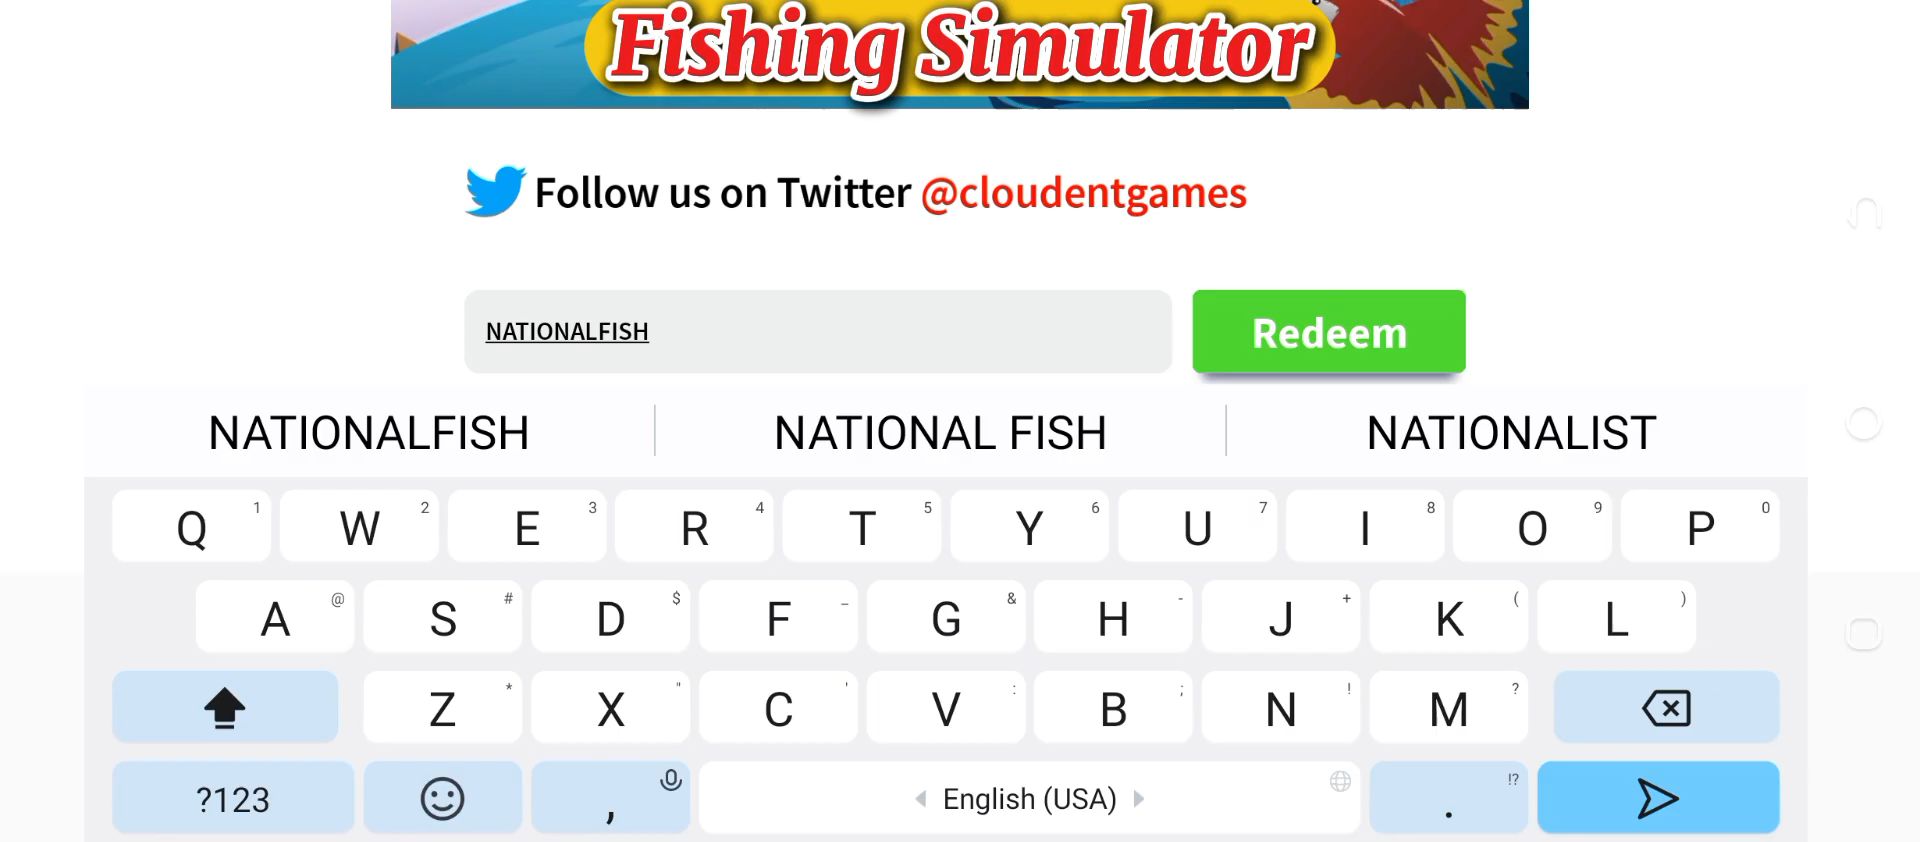 Fishing Simulator
Follow us on Twitter @cloudentgames
NATIONALFISH
Redeem
NATIONALFISH NATIONAL FISH NATIONALIST
Q 1 W 2 E 3 R 4 T 5 Y 6 U 7 I 8 O 9 P 0
A @ S # D $ F _ G & H - J + K ( L )
Z * X " C ' V : B ; N ! M ?
?123 , English (USA) . !?